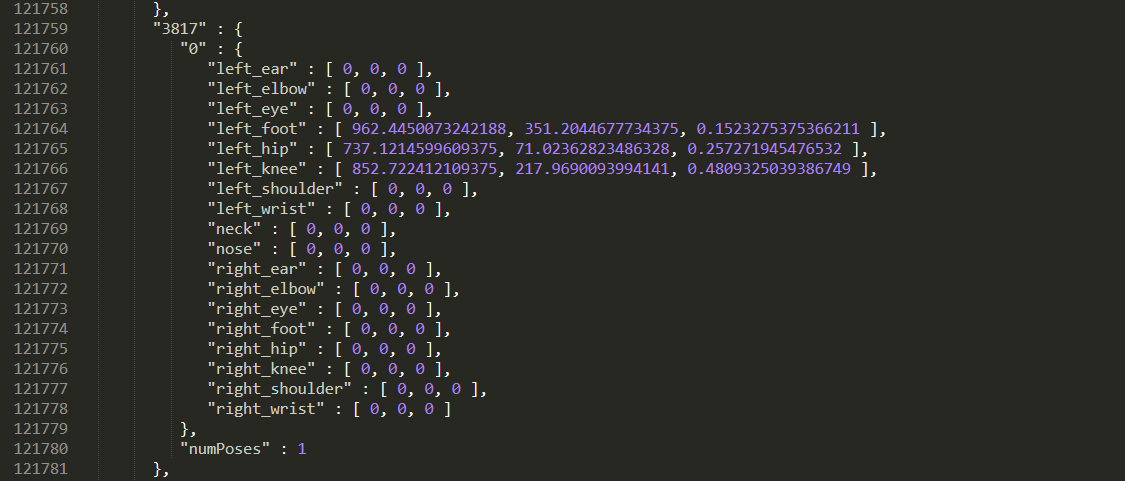 121758 },
121759 "3817" : {
121760 "0" : {
121761 "left_ear" : [ 0, 0, 0 ],
121762 "left_elbow" : [ 0, 0, 0 ],
121763 "left_eye" : [ 0, 0, 0 ],
121764 "left_foot" : [ 962.4450073242188, 351.2044677734375, 0.1523275375366211 ],
121765 "left_hip" : [ 737.1214599609375, 71.02362823486328, 0.257271945476532 ],
121766 "left_knee" : [ 852.722412109375, 217.9690093994141, 0.4809325039386749 ],
121767 "left_shoulder" : [ 0, 0, 0 ],
121768 "left_wrist" : [ 0, 0, 0 ],
121769 "neck" : [ 0, 0, 0 ],
121770 "nose" : [ 0, 0, 0 ],
121771 "right_ear" : [ 0, 0, 0 ],
121772 "right_elbow" : [ 0, 0, 0 ],
121773 "right_eye" : [ 0, 0, 0 ],
121774 "right_foot" : [ 0, 0, 0 ],
121775 "right_hip" : [ 0, 0, 0 ],
121776 "right_knee" : [ 0, 0, 0 ],
121777 "right_shoulder" : [ 0, 0, 0 ],
121778 "right_wrist" : [ 0, 0, 0 ]
121779 },
121780 "numPoses" : 1
121781 },